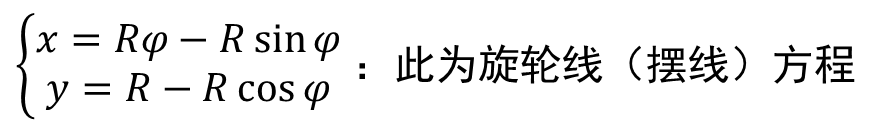 {x = Rφ − R sin φ
y = R − R cos φ ：此为旋轮线（摆线）方程